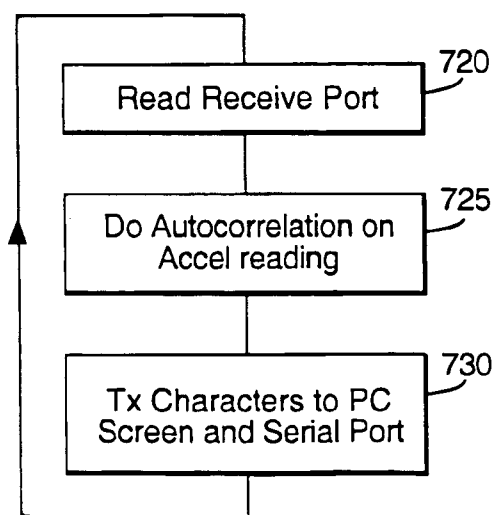 720
Read Receive Port
725
Do Autocorrelation on
Accel reading
730
Tx Characters to PC
Screen and Serial Port